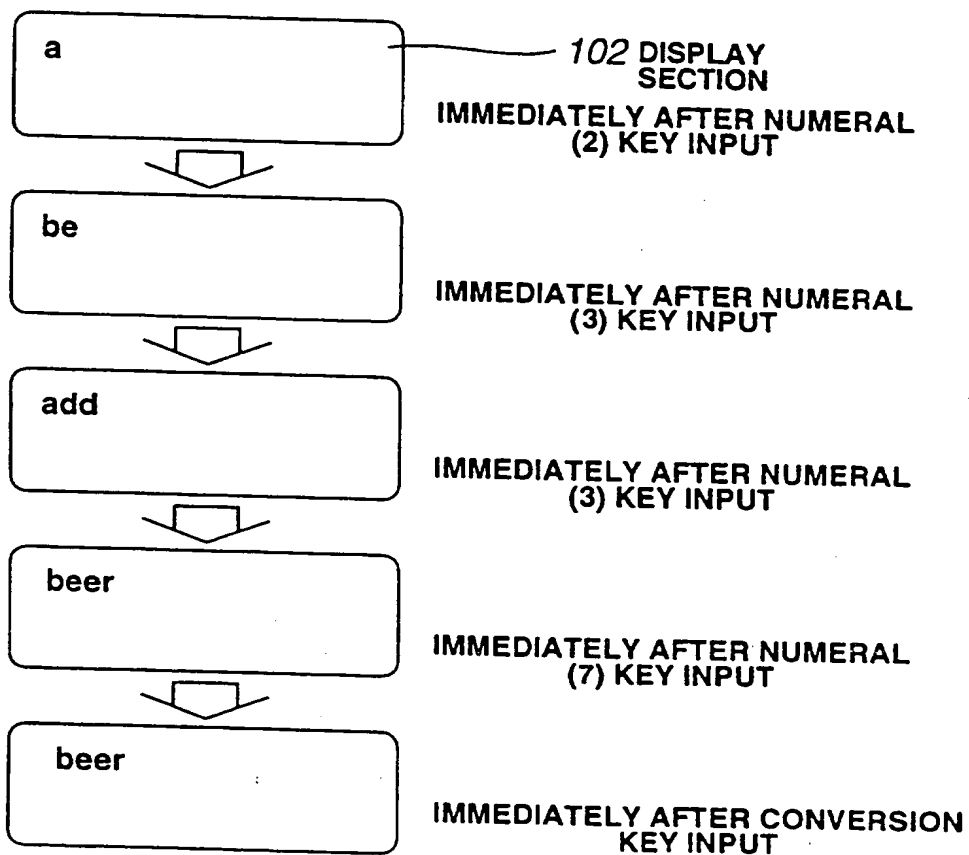 a
102 DISPLAY
SECTION
IMMEDIATELY AFTER NUMERAL
(2) KEY INPUT
be
IMMEDIATELY AFTER NUMERAL
(3) KEY INPUT
add
IMMEDIATELY AFTER NUMERAL
(3) KEY INPUT
beer
IMMEDIATELY AFTER NUMERAL
(7) KEY INPUT
beer
IMMEDIATELY AFTER CONVERSION
KEY INPUT